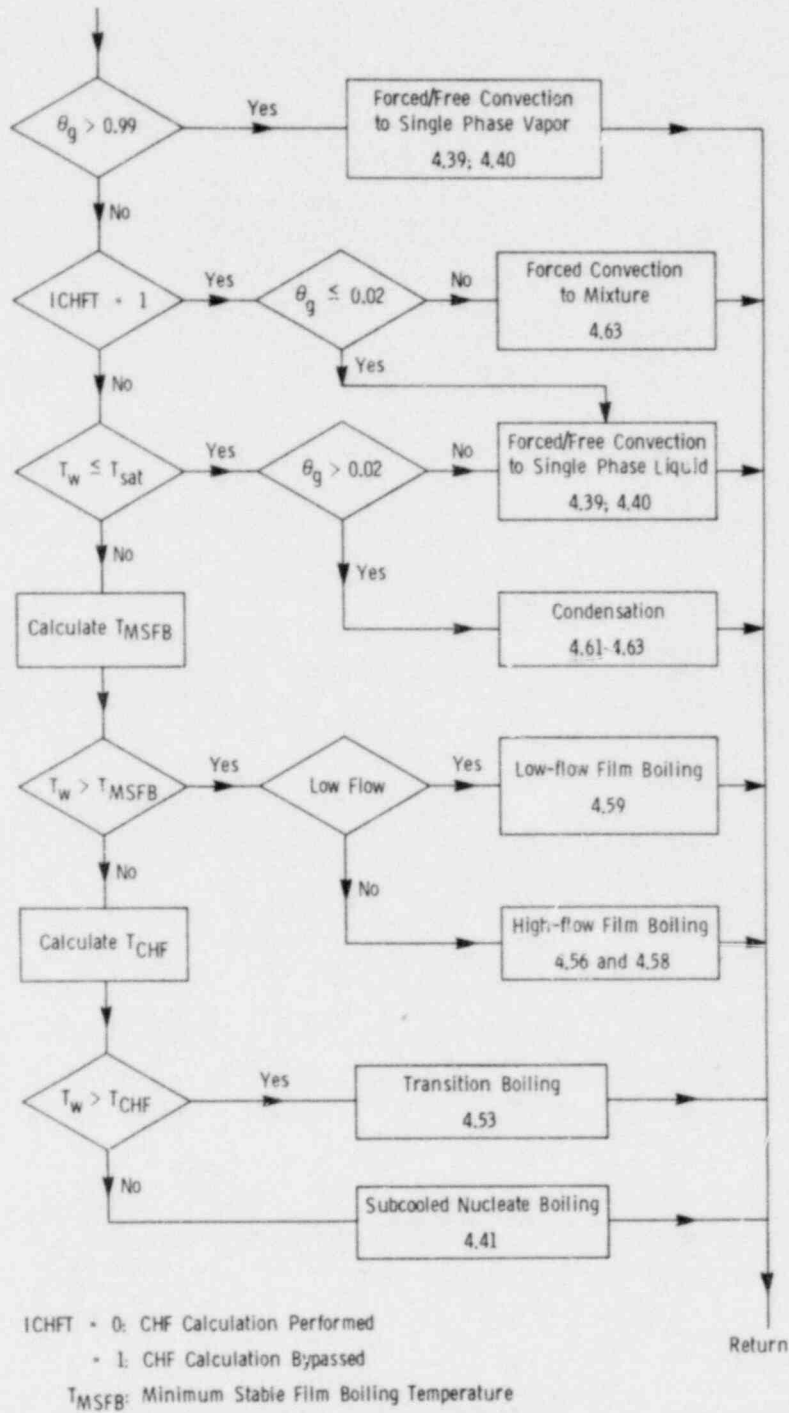 θg > 0.99
Yes
Forced/Free Convection
to Single Phase Vapor
4.39; 4.40
No
ICHFT = 1
Yes
θg ≤ 0.02
No
Forced Convection
to Mixture
4.63
No
Yes
Tw ≤ Tsat
Yes
θg > 0.02
No
Forced/Free Convection
to Single Phase Liquid
4.39; 4.40
No
Yes
Calculate TMSFB
Condensation
4.61-4.63
Tw > TMSFB
Yes
Low Flow
Yes
Low-flow Film Boiling
4.59
No
No
Calculate TCHF
High-flow Film Boiling
4.56 and 4.58
Tw > TCHF
Yes
Transition Boiling
4.53
No
Subcooled Nucleate Boiling
4.41
ICHFT = 0: CHF Calculation Performed
= 1: CHF Calculation Bypassed
TMSFB: Minimum Stable Film Boiling Temperature
Return